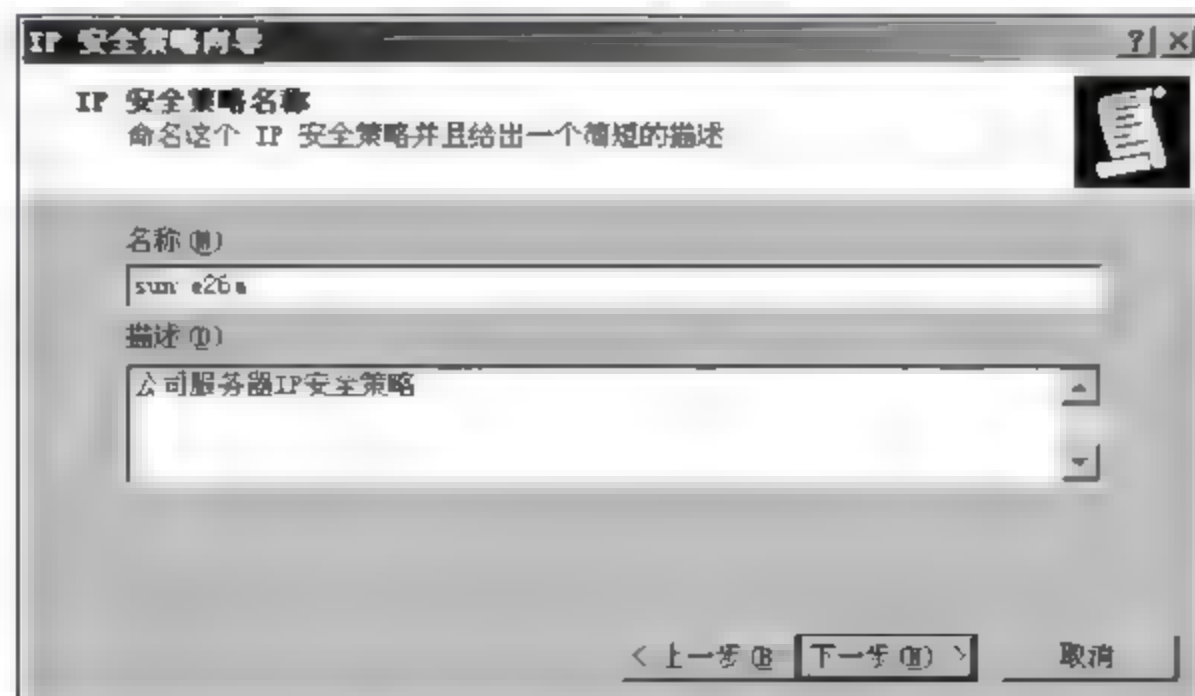 IP 安全策略向导
IP 安全策略名称
命名这个 IP 安全策略并且给出一个简短的描述
名称(M)
描述(D)
公司服务器IP安全策略
< 上一步(B
下一步(N) >
取消